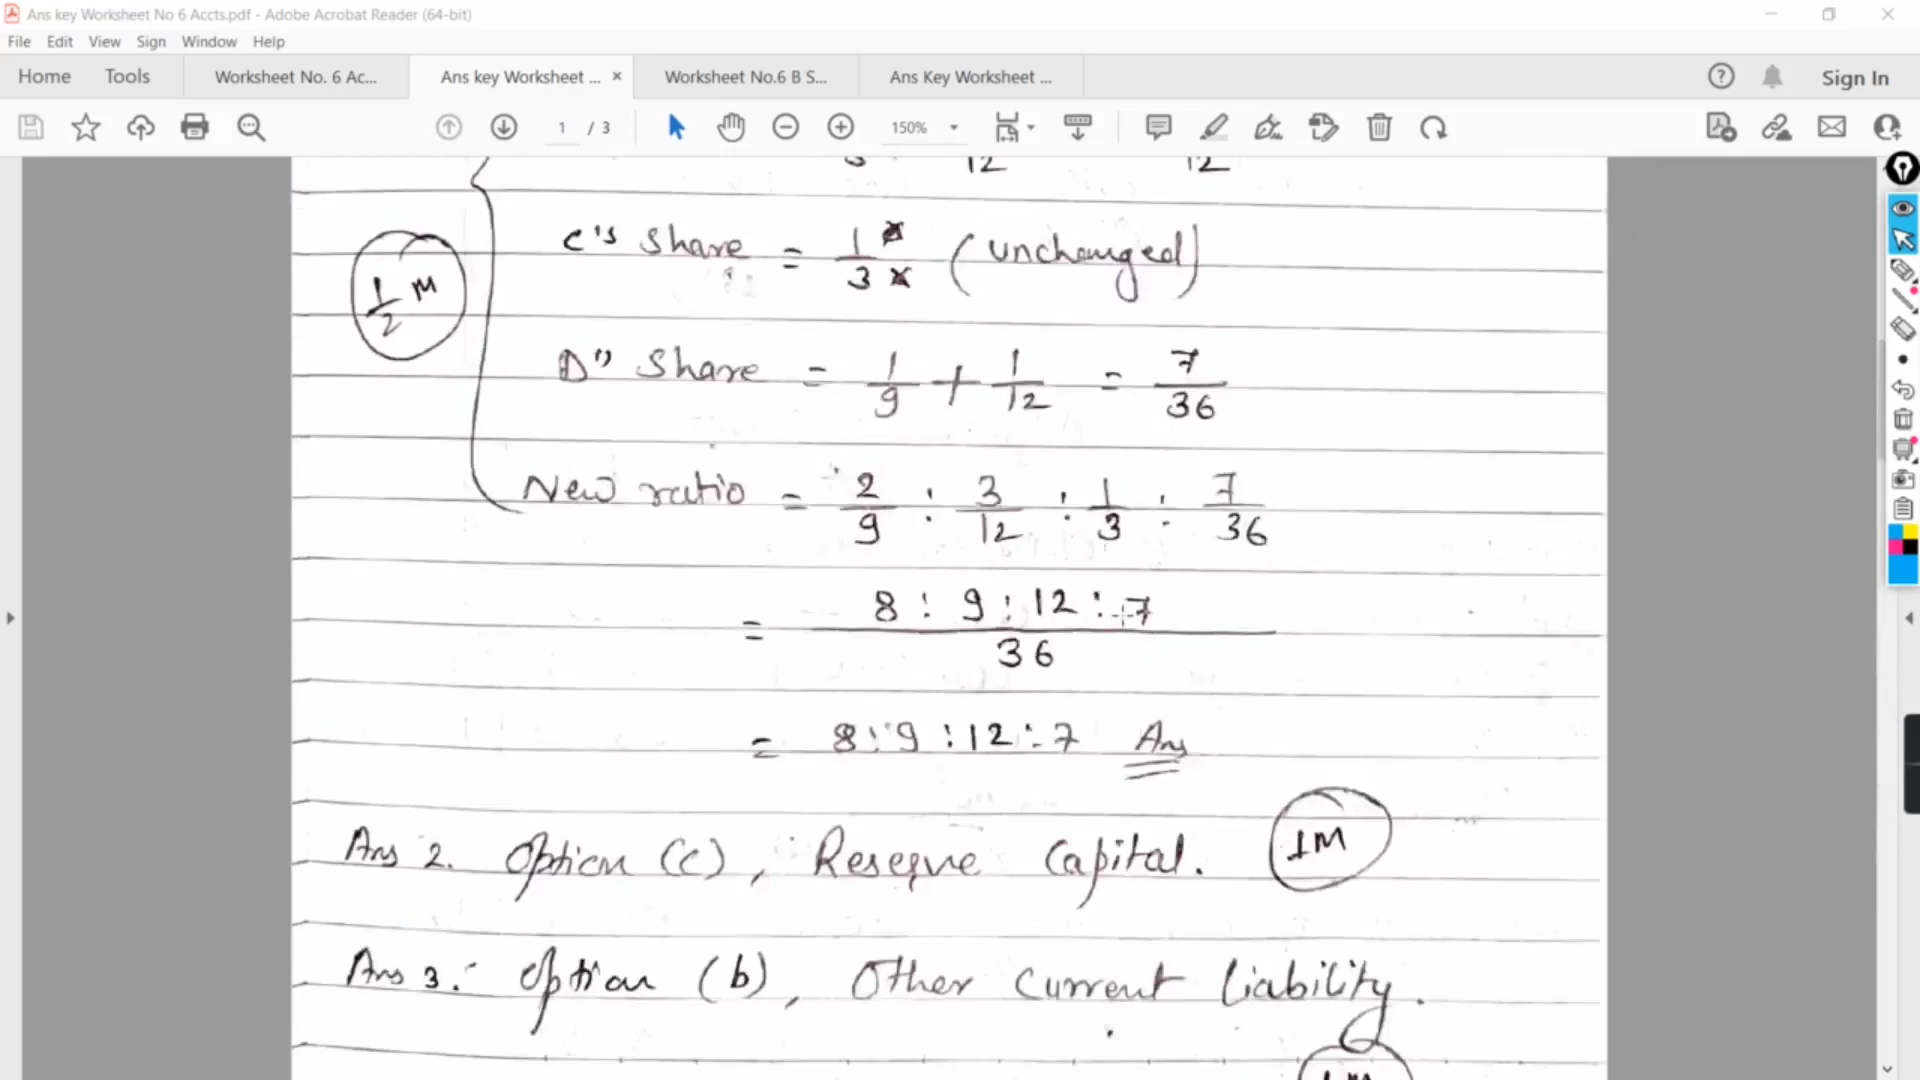 Ans key Worksheet No 6 Accts.pdf - Adobe Acrobat Reader (64-bit)
File Edit View Sign Window Help
Home Tools Worksheet No. 6 Ac... Ans key Worksheet ... × Worksheet No.6 B S... Ans Key Worksheet ... Sign In
1 / 3 150%
12 12
C's Share = 1/3 (unchanged)
1/2 M
D's Share = 1/9 + 1/12 = 7/36
New ratio = 2/9 : 3/12 : 1/3 : 7/36
= 8 : 9 : 12 : 7 / 36
= 8 : 9 : 12 : 7 Ans
Ans 2. Option (c), Reserve Capital. 1M
Ans 3. Option (b), Other Current Liability.